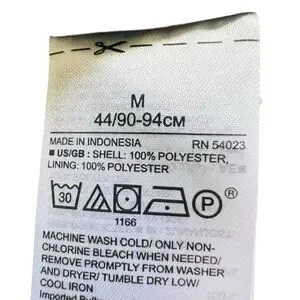 M
44/90-94CM
MADE IN INDONESIA RN 54023
■ US/GB : SHELL: 100% POLYESTER,
LINING: 100% POLYESTER
30 P
1166
MACHINE WASH COLD/ ONLY NON-
CHLORINE BLEACH WHEN NEEDED/
REMOVE PROMPTLY FROM WASHER
AND DRYER/ TUMBLE DRY LOW/
COOL IRON
Imported